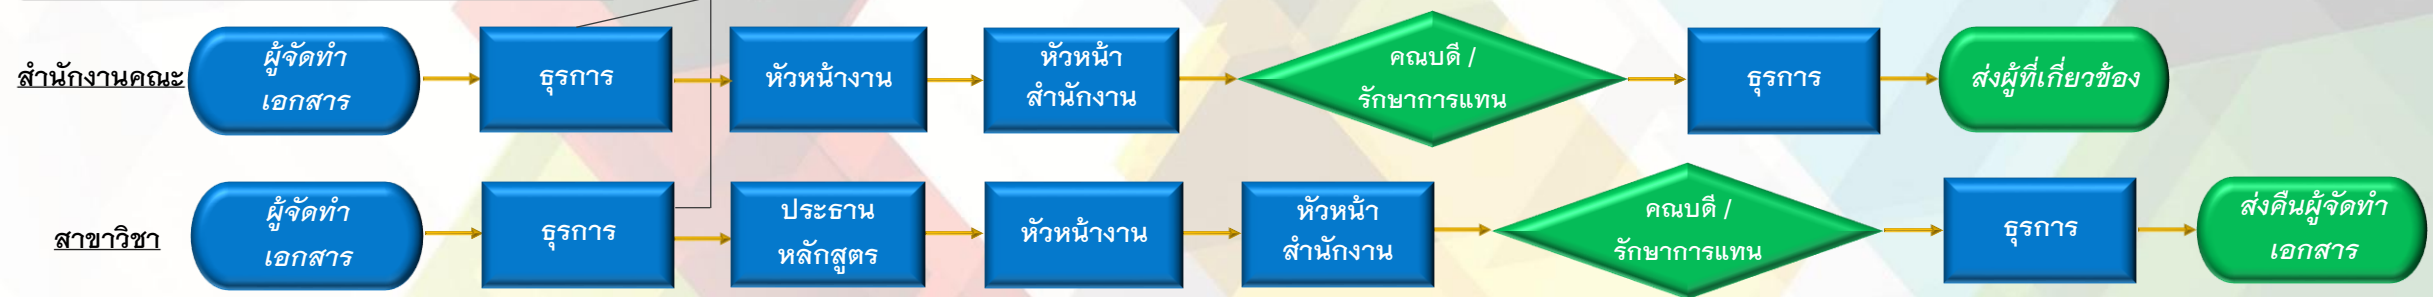 สำนักงานคณะ
ผู้จัดทำ
เอกสาร
ธุรการ
หัวหน้างาน
หัวหน้า
สำนักงาน
คณบดี /
รักษาการแทน
ธุรการ
ส่งผู้ที่เกี่ยวข้อง
สาขาวิชา
ผู้จัดทำ
เอกสาร
ธุรการ
ประธาน
หลักสูตร
หัวหน้างาน
หัวหน้า
สำนักงาน
คณบดี /
รักษาการแทน
ธุรการ
ส่งคืนผู้จัดทำ
เอกสาร